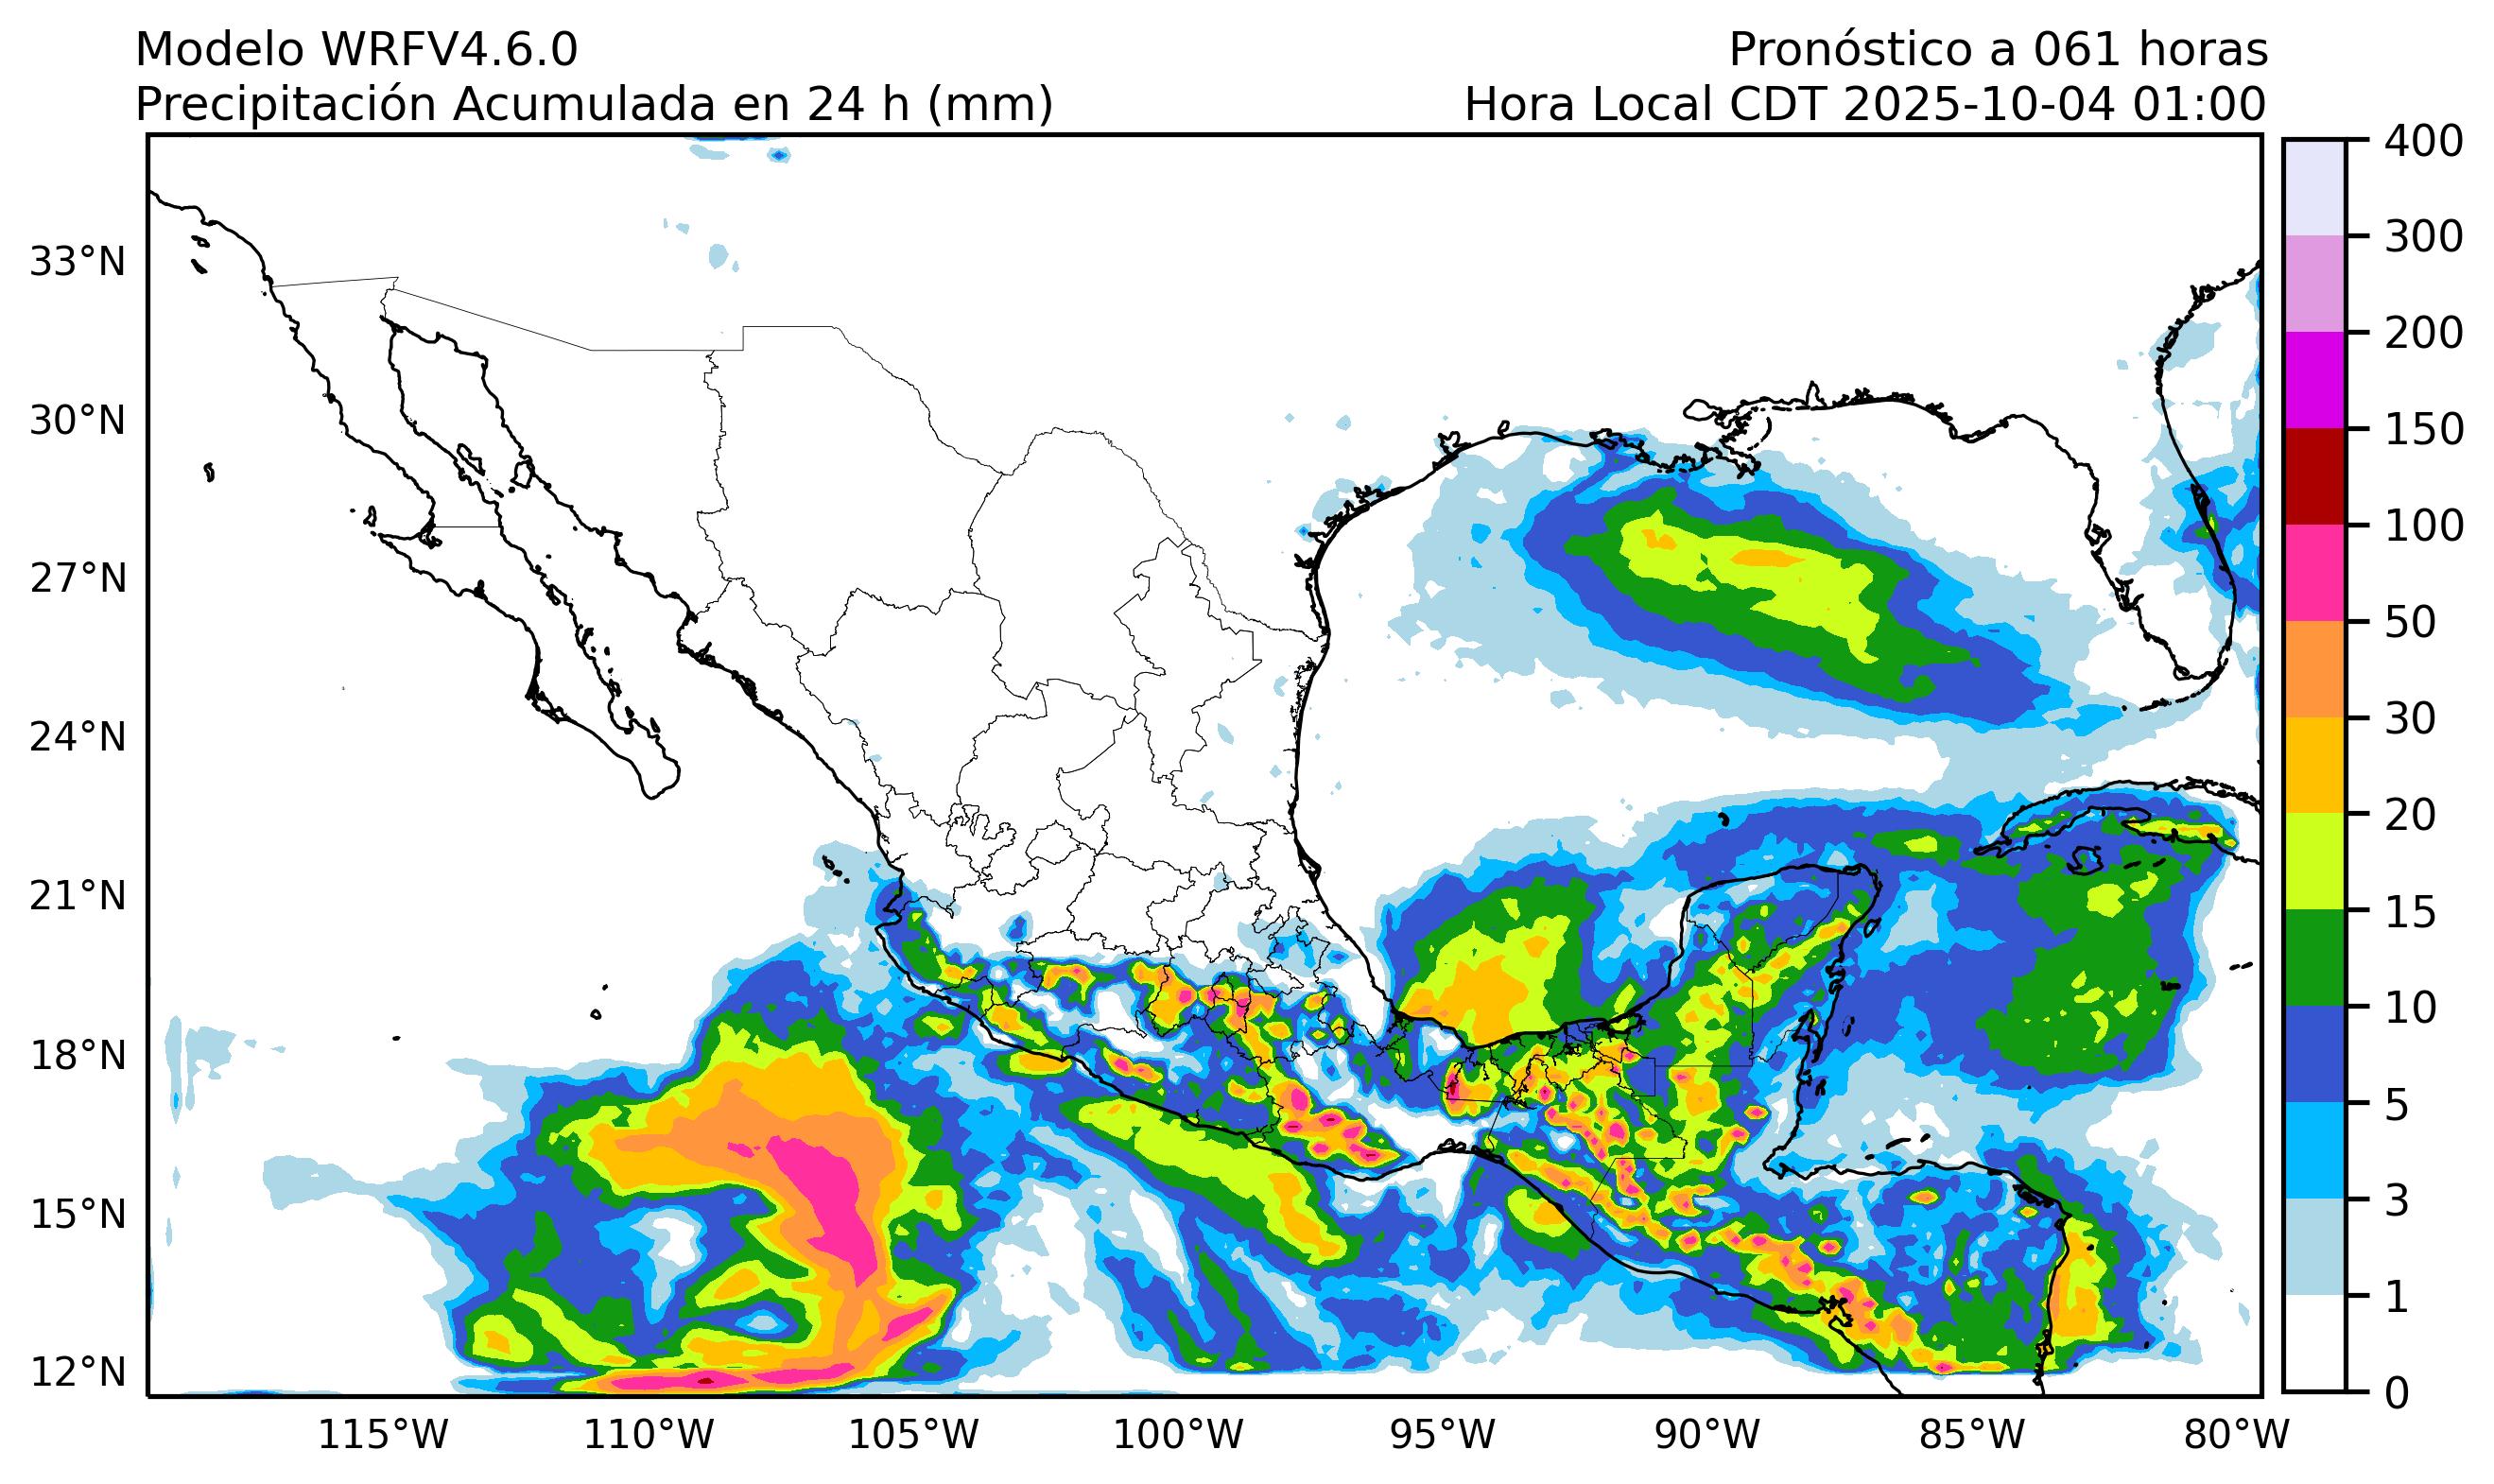 Modelo WRFV4.6.0
Pronóstico a 061 horas
Precipitación Acumulada en 24 h (mm)
Hora Local CDT 2025-10-04 01:00
33°N
30°N
27°N
24°N
21°N
18°N
15°N
12°N
115°W
110°W
105°W
100°W
95°W
90°W
85°W
80°W
400
300
200
150
100
50
30
20
15
10
5
3
1
0